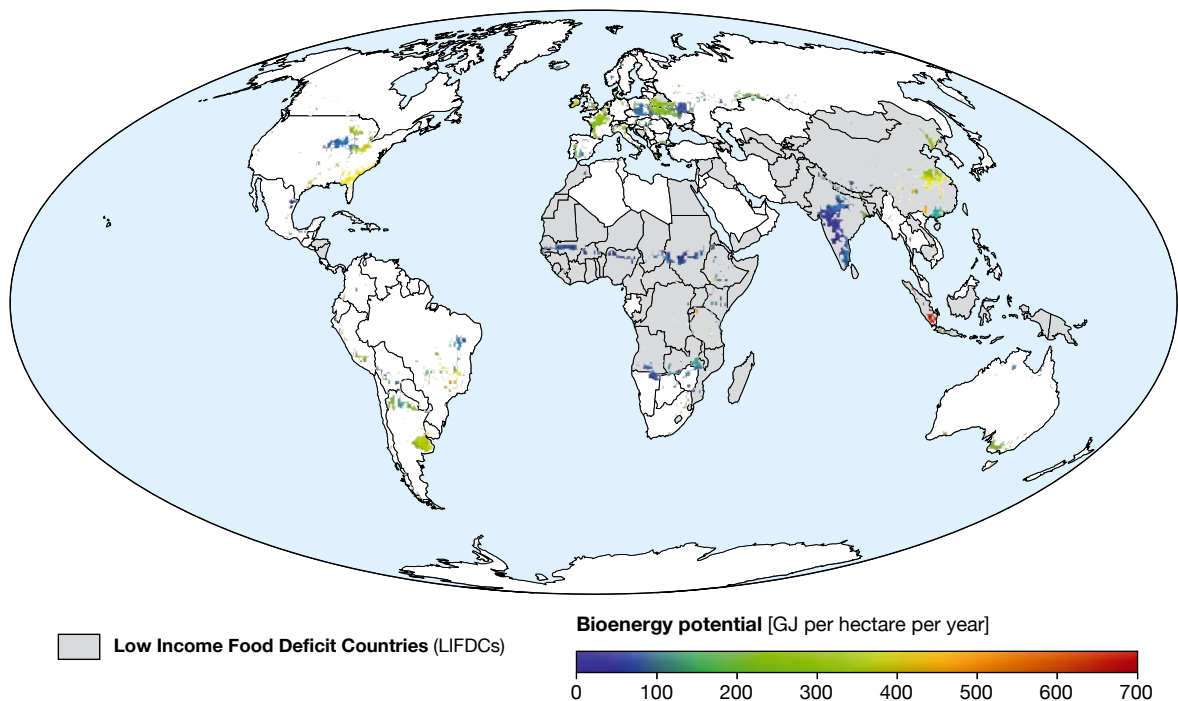 Low Income Food Deficit Countries (LIFDCs)
Bioenergy potential [GJ per hectare per year]
0 100 200 300 400 500 600 700